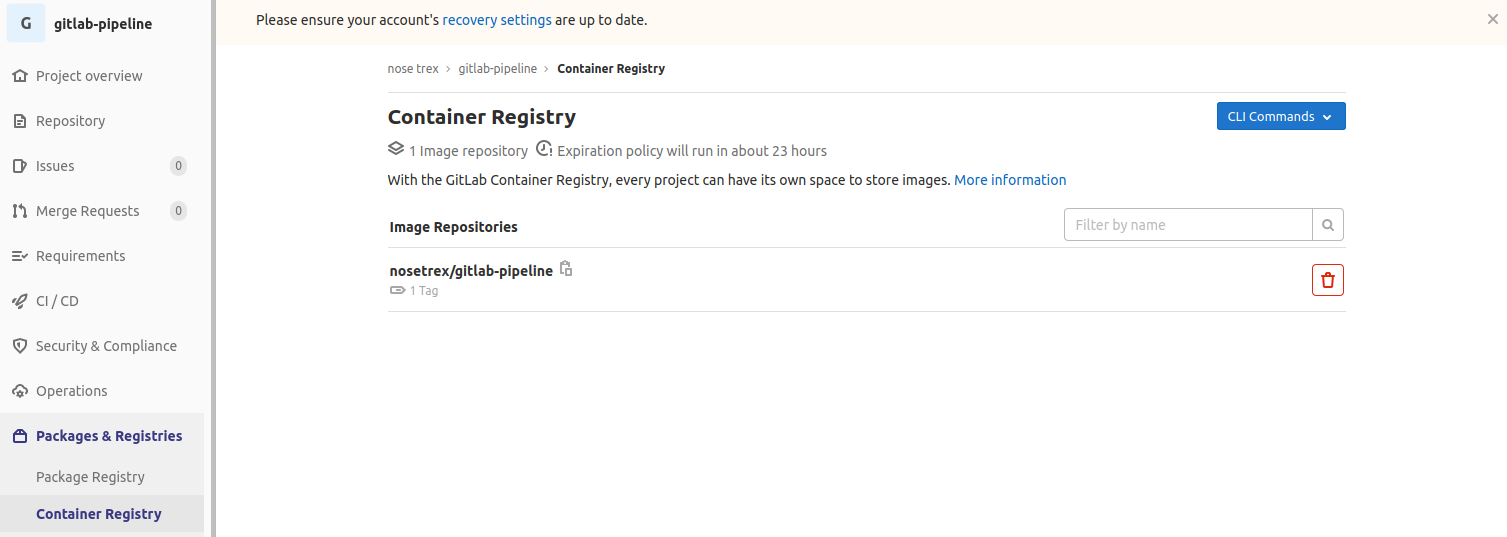 G gitlab-pipeline
Project overview
Repository
Issues 0
Merge Requests 0
Requirements
CI / CD
Security & Compliance
Operations
Packages & Registries
Package Registry
Container Registry
Please ensure your account's recovery settings are up to date.
nose trex › gitlab-pipeline › Container Registry
Container Registry
CLI Commands
1 Image repository Expiration policy will run in about 23 hours
With the GitLab Container Registry, every project can have its own space to store images. More information
Image Repositories
Filter by name
nosetrex/gitlab-pipeline
1 Tag